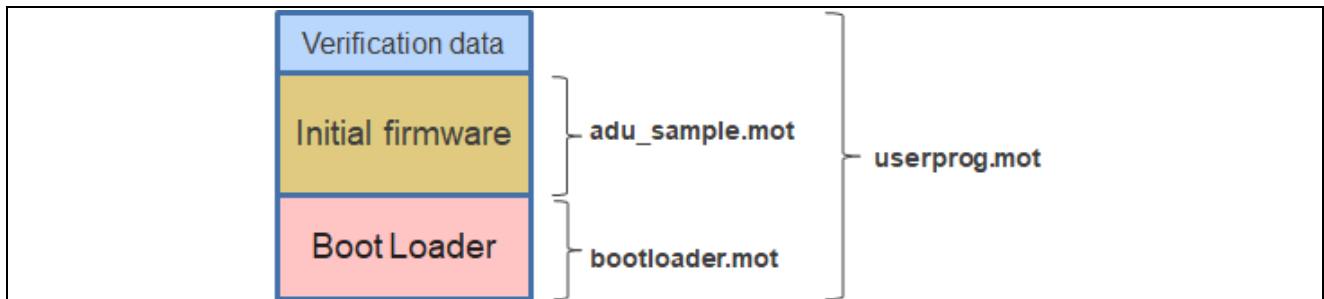 Verification data
Initial firmware
adu_sample.mot
userprog.mot
Boot Loader
bootloader.mot